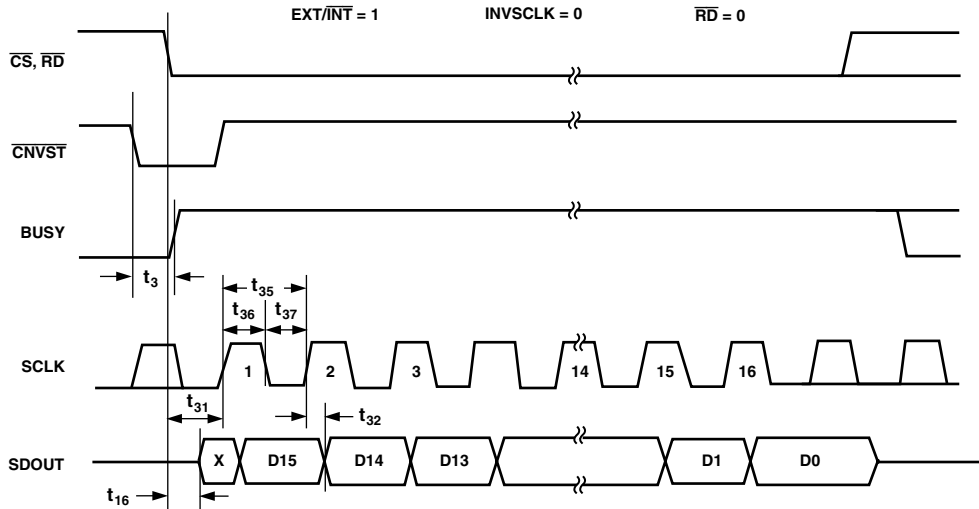 EXT/INT = 1 INVSCLK = 0 RD = 0
CS, RD
CNVST
BUSY
t3
t35
t36 t37
SCLK 1 2 3 14 15 16
t31
t32
SDOUT X D15 D14 D13 D1 D0
t16